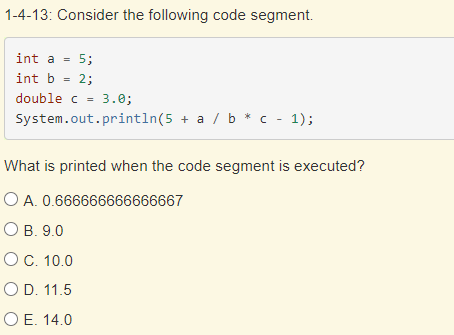 1-4-13: Consider the following code segment.
int a = 5;
int b = 2;
double c = 3.0;
System.out.println(5 + a / b * c - 1);
What is printed when the code segment is executed?
A. 0.666666666666667
B. 9.0
C. 10.0
D. 11.5
E. 14.0